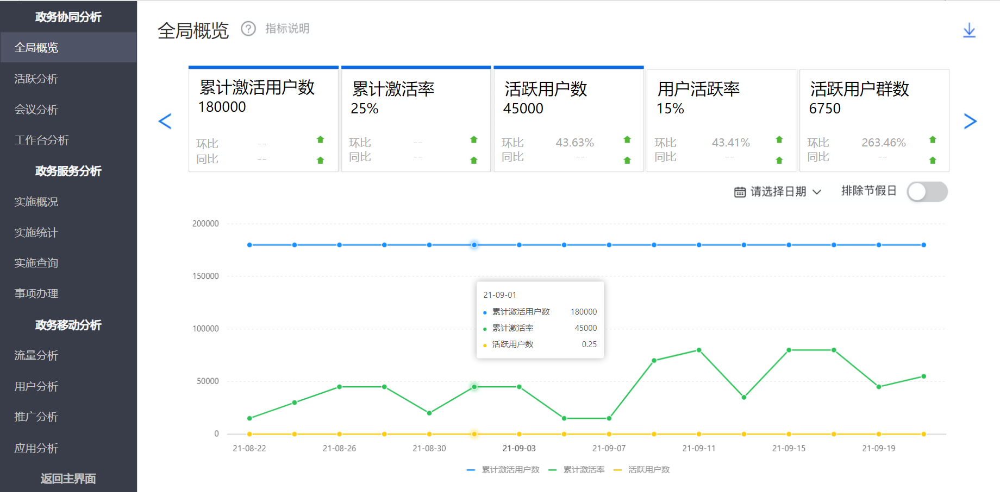 政务协同分析
全局概览
活跃分析
会议分析
工作台分析
政务服务分析
实施概况
实施统计
实施查询
事项办理
政务移动分析
流量分析
用户分析
推广分析
应用分析
返回主界面
全局概览 ? 指标说明
累计激活用户数
180000
环比 --
同比 --
累计激活率
25%
环比 --
同比 --
活跃用户数
45000
环比 43.63%
同比 --
用户活跃率
15%
环比 43.41%
同比 --
活跃用户群数
6750
环比 263.46%
同比 --
请选择日期 排除节假日
200000
150000
100000
50000
0
21-09-01
累计激活用户数 180000
累计激活率 45000
活跃用户数 0.25
21-08-22 21-08-26 21-08-30 21-09-03 21-09-07 21-09-11 21-09-15 21-09-19
累计激活用户数 累计激活率 活跃用户数